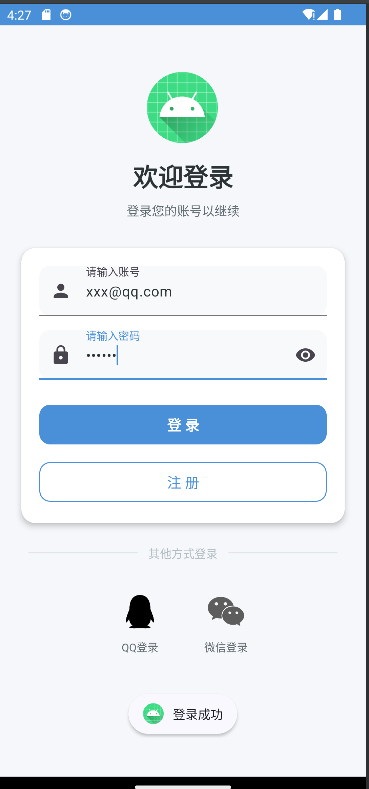 4:27
欢迎登录
登录您的账号以继续
请输入账号
xxx@qq.com
请输入密码
••••••
登 录
注 册
其他方式登录
QQ登录 微信登录
登录成功